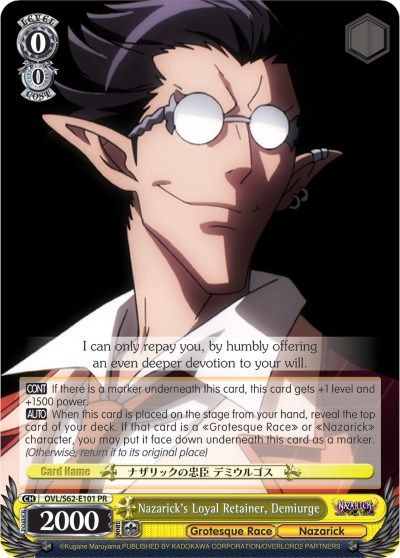 LEVEL
0
0
COST
I can only repay you, by humbly offering
an even deeper devotion to your will.
CONT If there is a marker underneath this card, this card gets +1 level and
+1500 power.
AUTO When this card is placed on the stage from your hand, reveal the top
card of your deck. If that card is a «Grotesque Race» or «Nazarick»
character, you may put it face down underneath this card as a marker.
(Otherwise, return it to its original place)
Card Name ナザリックの忠臣 デミウルゴス
CH OVL/S62-E101 PR
Nazarick's Loyal Retainer, Demiurge
NAZARICK
POWER
2000
SOUL
Grotesque Race
Nazarick
©Kugane Maruyama,PUBLISHED BY KADOKAWA CORPORATION/OVERLORD2 PARTNERS